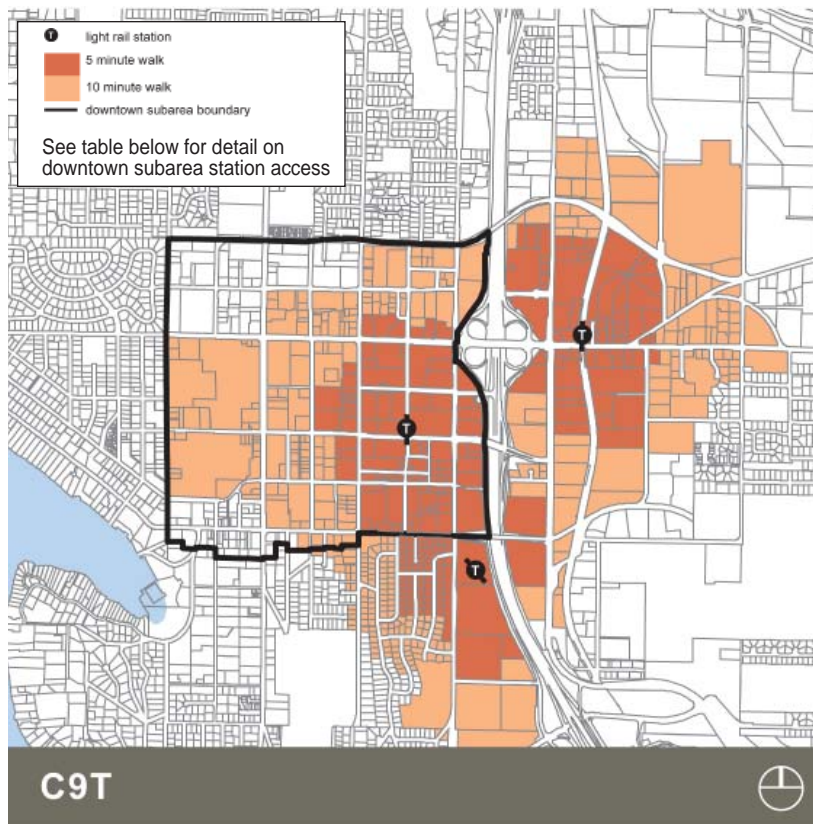 T light rail station
5 minute walk
10 minute walk
downtown subarea boundary
See table below for detail on
downtown subarea station access
T
T
T
C9T